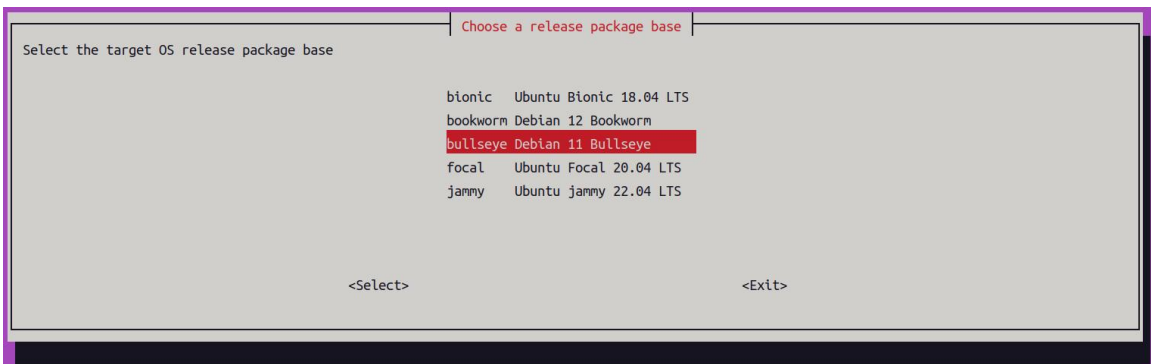 Choose a release package base
Select the target OS release package base
bionic Ubuntu Bionic 18.04 LTS
bookworm Debian 12 Bookworm
bullseye Debian 11 Bullseye
focal Ubuntu Focal 20.04 LTS
jammy Ubuntu jammy 22.04 LTS
<Select> <Exit>